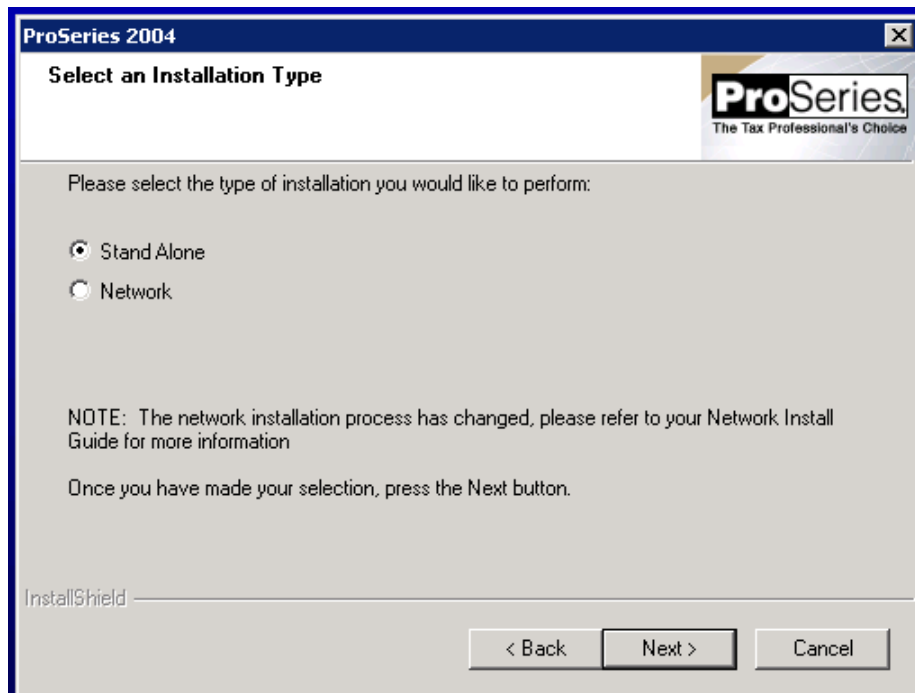 ProSeries 2004
Select an Installation Type
ProSeries.
The Tax Professional's Choice
Please select the type of installation you would like to perform:
Stand Alone
Network
NOTE:  The network installation process has changed, please refer to your Network Install
Guide for more information
Once you have made your selection, press the Next button.
InstallShield
< Back
Next >
Cancel